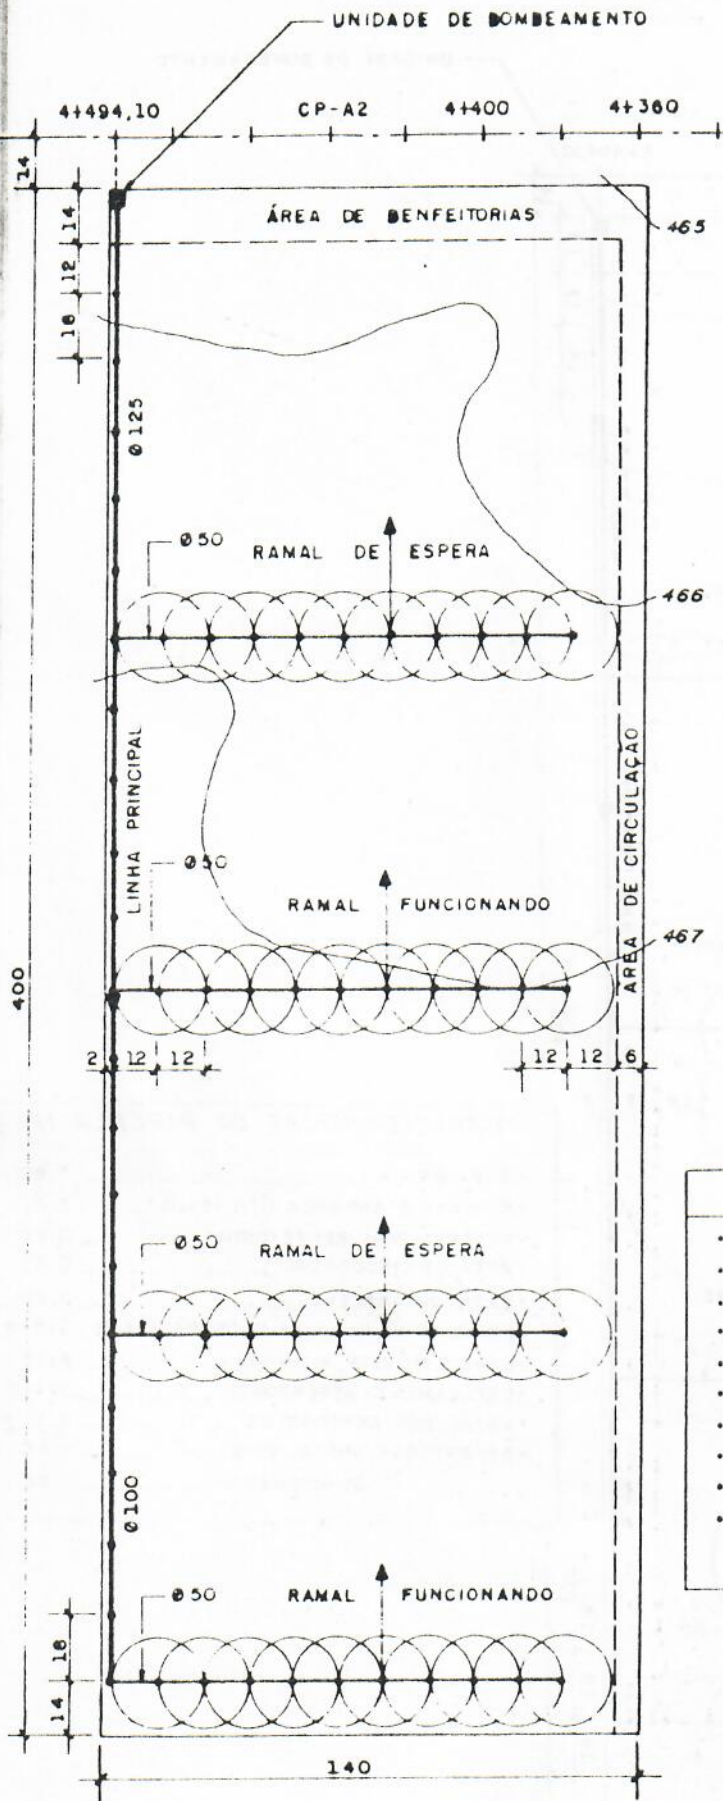 UNIDADE DE BOMBEAMENTO
4+494,10
CP-A2
4+400
4+360
14
14
12
18
ÁREA DE BENFEITORIAS
465
Ø125
Ø50
RAMAL DE ESPERA
466
LINHA PRINCIPAL
ÁREA DE CIRCULAÇÃO
Ø50
RAMAL FUNCIONANDO
467
400
2
12
12
12
12
6
Ø50
RAMAL DE ESPERA
Ø100
Ø50
RAMAL FUNCIONANDO
18
14
140